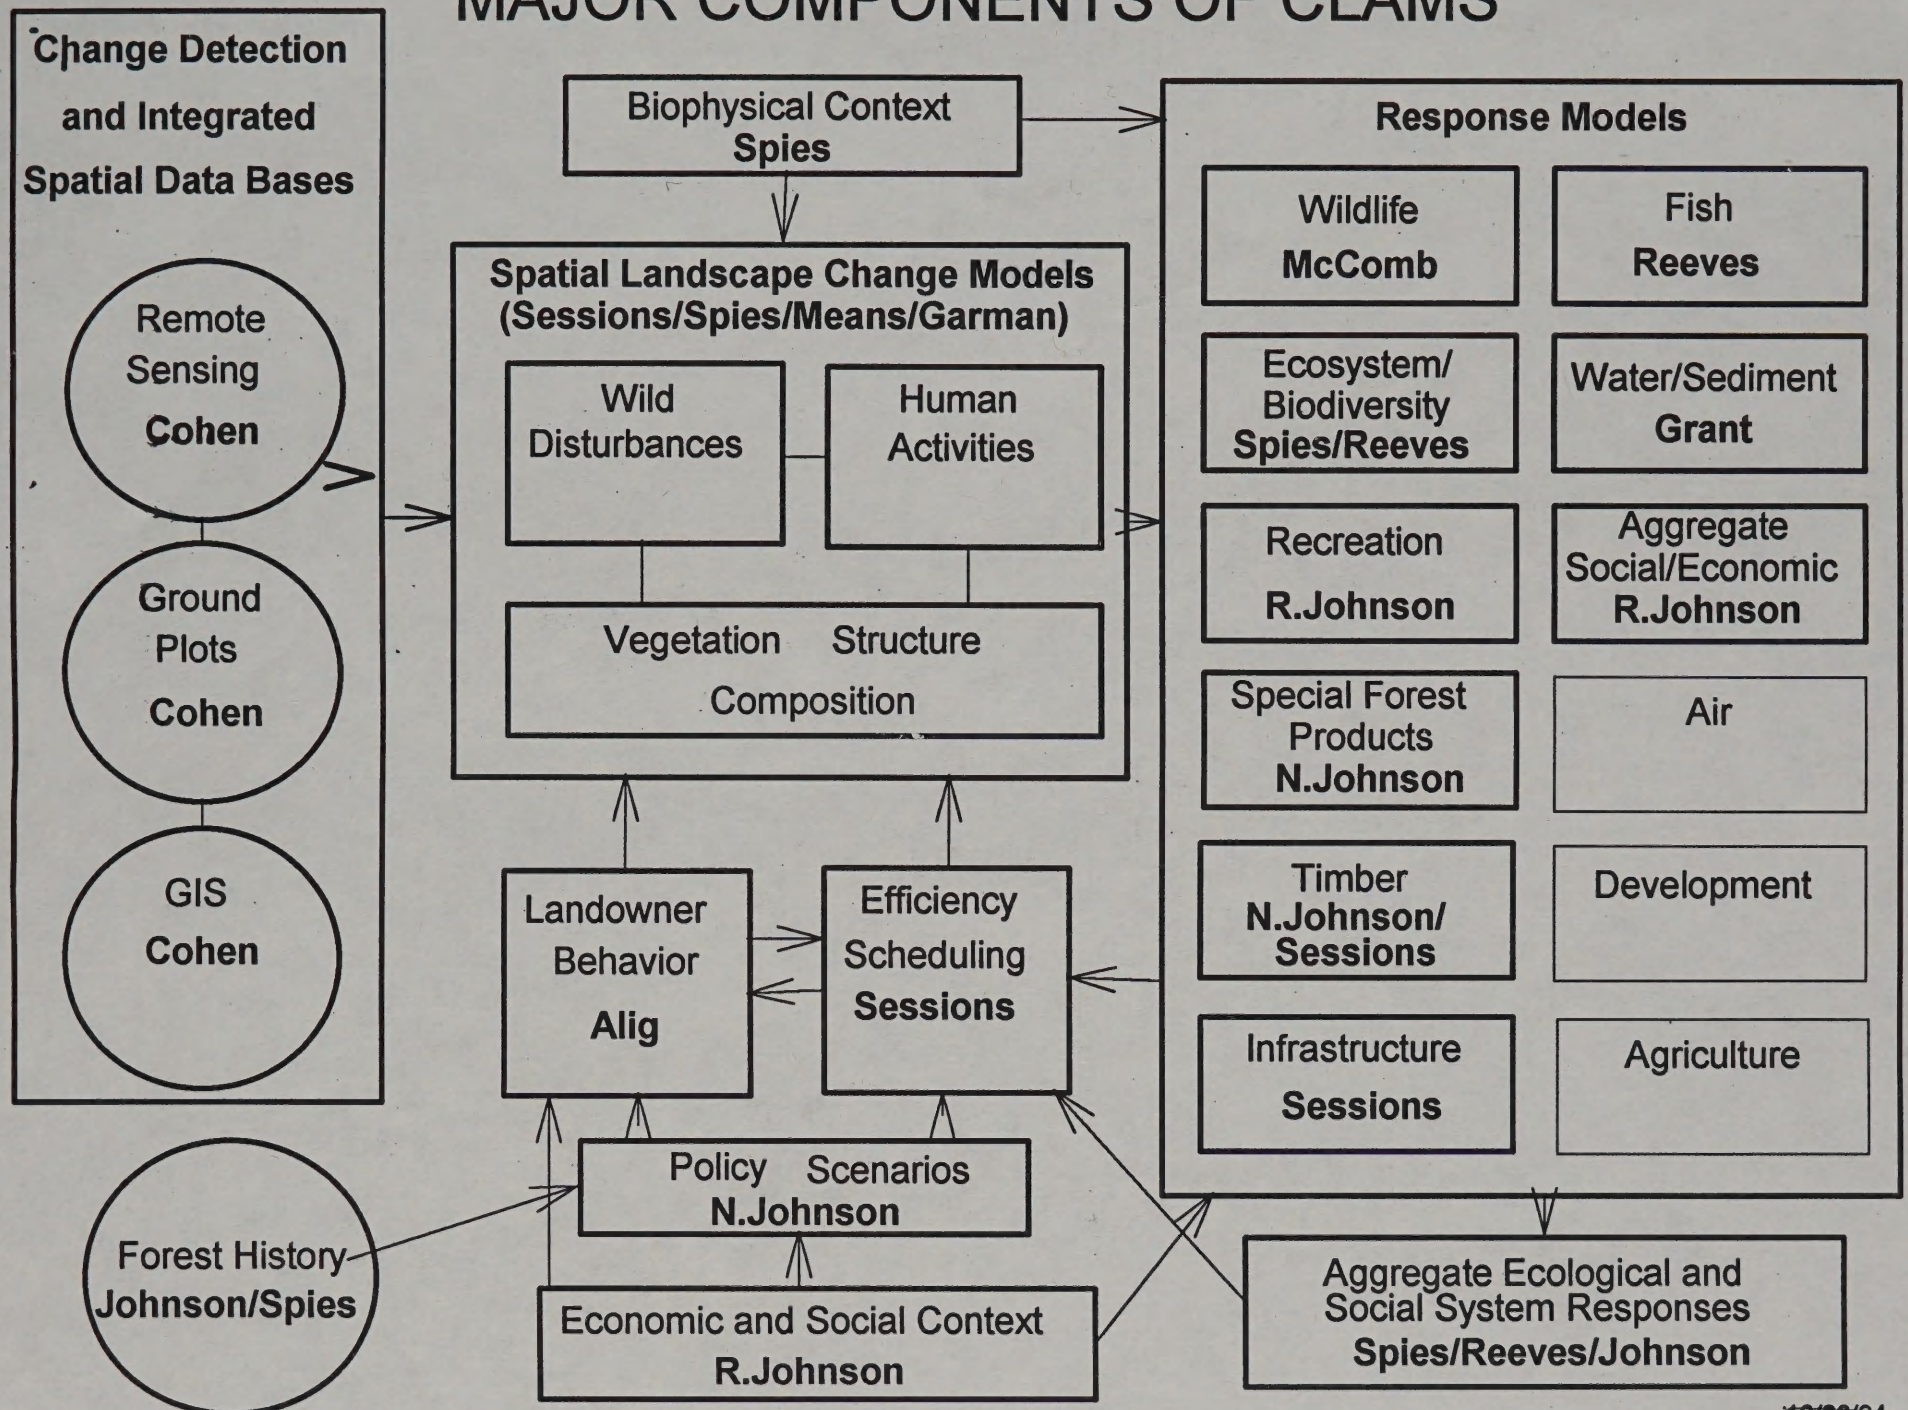 MAJOR COMPONENTS OF CLAMS
Change Detection
and Integrated
Spatial Data Bases
Remote
Sensing
Cohen
Ground
Plots
Cohen
GIS
Cohen
Forest History
Johnson/Spies
Biophysical Context
Spies
Spatial Landscape Change Models
(Sessions/Spies/Means/Garman)
Wild
Disturbances
Human
Activities
Vegetation Structure
Composition
Landowner
Behavior
Alig
Efficiency
Scheduling
Sessions
Policy Scenarios
N.Johnson
Economic and Social Context
R.Johnson
Response Models
Wildlife
McComb
Fish
Reeves
Ecosystem/
Biodiversity
Spies/Reeves
Water/Sediment
Grant
Recreation
R.Johnson
Aggregate
Social/Economic
R.Johnson
Special Forest
Products
N.Johnson
Air
Timber
N.Johnson/
Sessions
Development
Infrastructure
Sessions
Agriculture
Aggregate Ecological and
Social System Responses
Spies/Reeves/Johnson